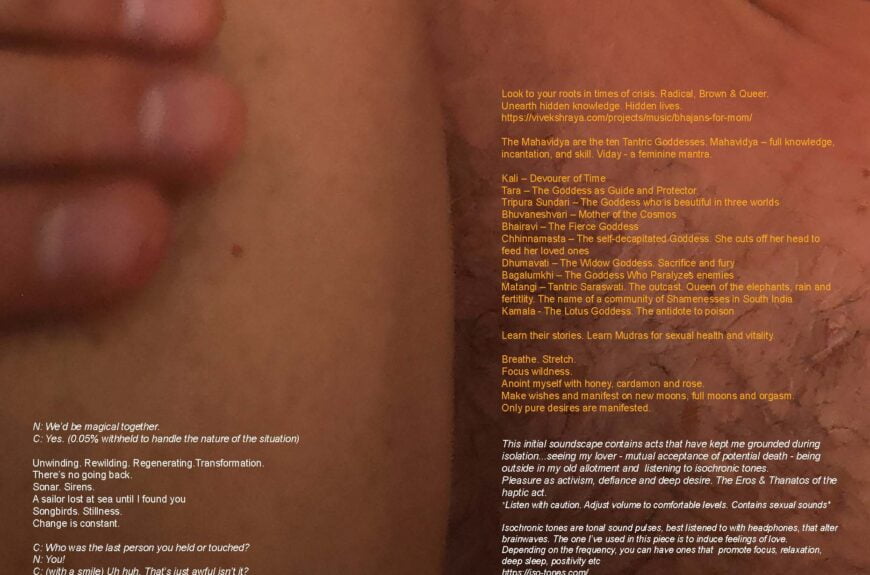 N: We'd be magical together.
C: Yes. (0.05% withheld to handle the nature of the situation)
Unwinding. Rewilding. Regenerating.Transformation.
There's no going back.
Sonar. Sirens.
A sailor lost at sea until I found you
Songbirds. Stillness.
Change is constant.
C: Who was the last person you held or touched?
N: You!
C: (with a smile) Uh huh. That's just awful isn't it?
Look to your roots in times of crisis. Radical, Brown & Queer.
Unearth hidden knowledge. Hidden lives.
https://vivekshraya.com/projects/music/bhajans-for-mom/
The Mahavidya are the ten Tantric Goddesses. Mahavidya – full knowledge,
incantation, and skill. Viday - a feminine mantra.
Kali – Devourer of Time
Tara – The Goddess as Guide and Protector.
Tripura Sundari – The Goddess who is beautiful in three worlds
Bhuvaneshvari – Mother of the Cosmos
Bhairavi – The Fierce Goddess
Chhinnamasta – The self-decapitated Goddess. She cuts off her head to
feed her loved ones
Dhumavati – The Widow Goddess. Sacrifice and fury
Bagalumkhi – The Goddess Who Paralyzes enemies
Matangi – Tantric Saraswati. The outcast. Queen of the elephants, rain and
fertitlity. The name of a community of Shamenesses in South India
Kamala - The Lotus Goddess. The antidote to poison
Learn their stories. Learn Mudras for sexual health and vitality.
Breathe. Stretch.
Focus wildness.
Anoint myself with honey, cardamon and rose.
Make wishes and manifest on new moons, full moons and orgasm.
Only pure desires are manifested.
This initial soundscape contains acts that have kept me grounded during
isolation...seeing my lover - mutual acceptance of potential death - being
outside in my old allotment and listening to isochronic tones.
Pleasure as activism, defiance and deep desire. The Eros & Thanatos of the
haptic act.
*Listen with caution. Adjust volume to comfortable levels. Contains sexual sounds*
Isochronic tones are tonal sound pulses, best listened to with headphones, that alter
brainwaves. The one I've used in this piece is to induce feelings of love.
Depending on the frequency, you can have ones that promote focus, relaxation,
deep sleep, positivity etc
https://iso-tones.com/